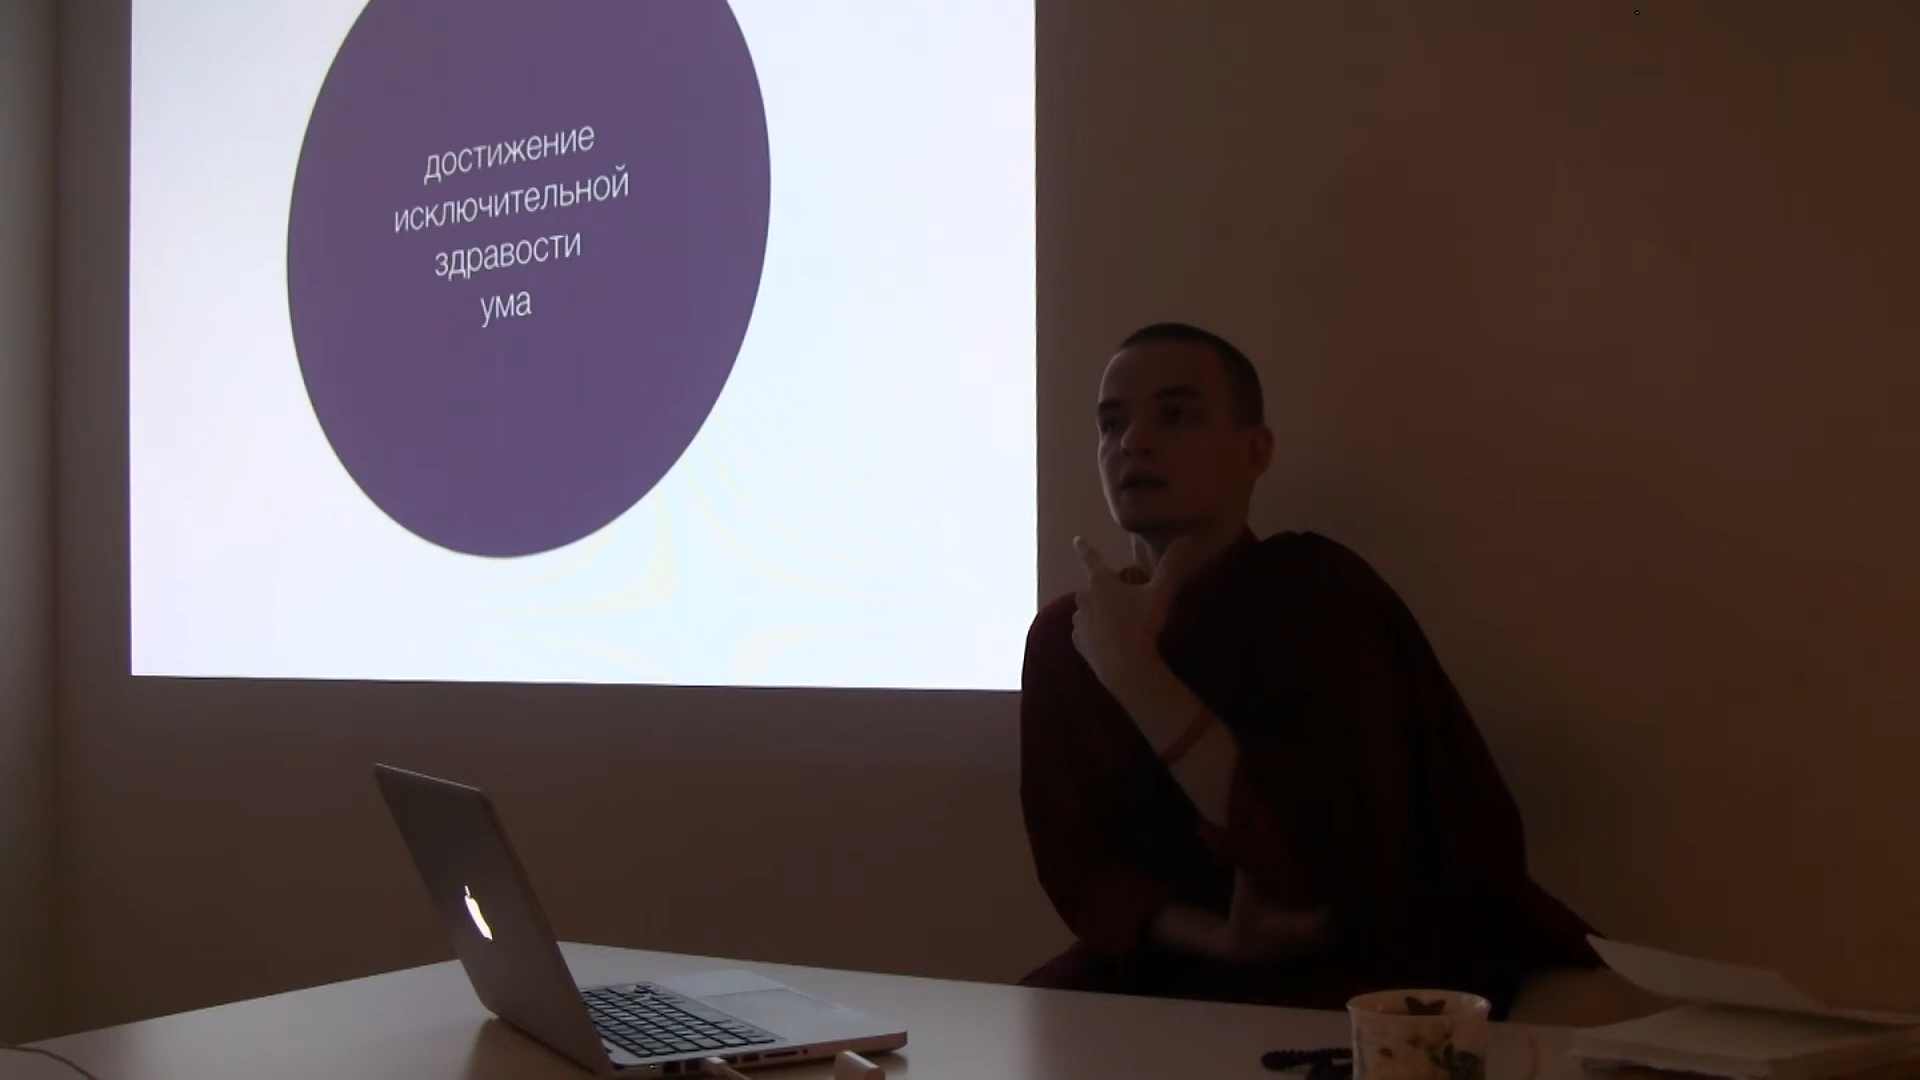 достижение
исключительной
здравости
ума